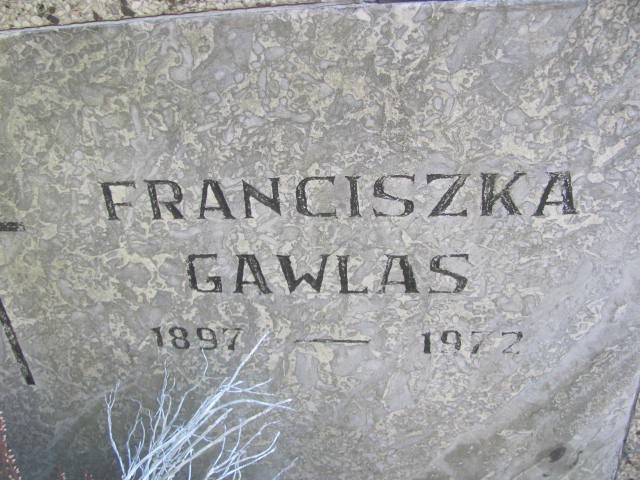 FRANCISZKA
GAWLAS
1897 — 1972